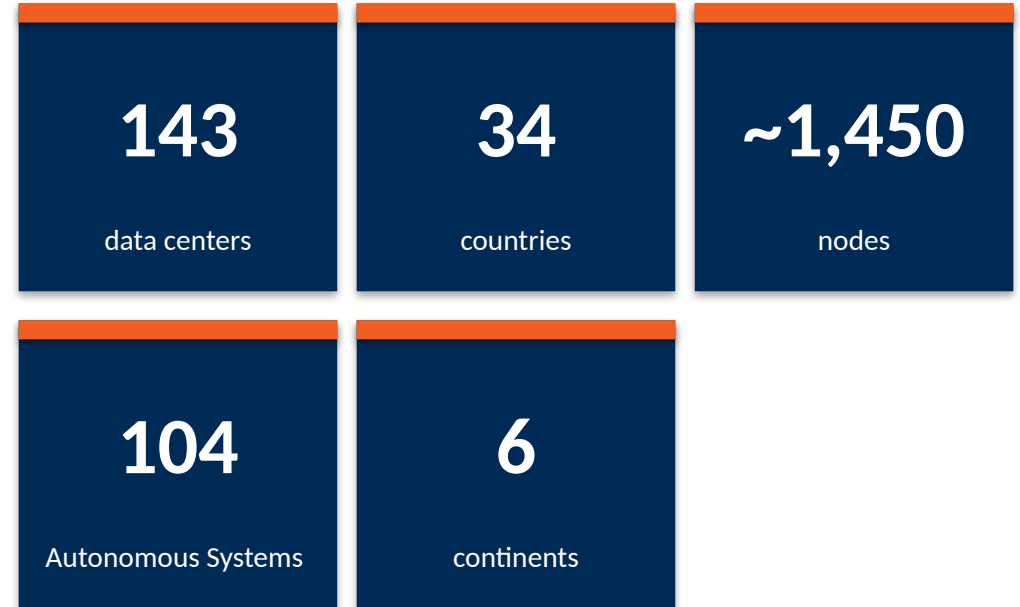 143
data centers
34
countries
~1,450
nodes
104
Autonomous Systems
6
continents